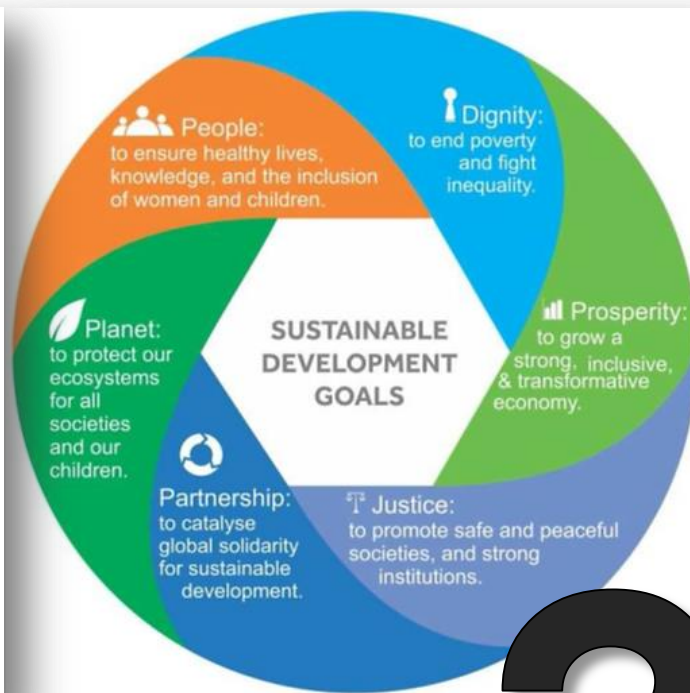 People:
to ensure healthy lives,
knowledge, and the inclusion
of women and children.
Dignity:
to end poverty
and fight
inequality.
Prosperity:
to grow a
strong, inclusive,
& transformative
economy.
Justice:
to promote safe and peaceful
societies, and strong
institutions.
Partnership:
to catalyse
global solidarity
for sustainable
development.
Planet:
to protect our
ecosystems
for all
societies
and our
children.
SUSTAINABLE
DEVELOPMENT
GOALS